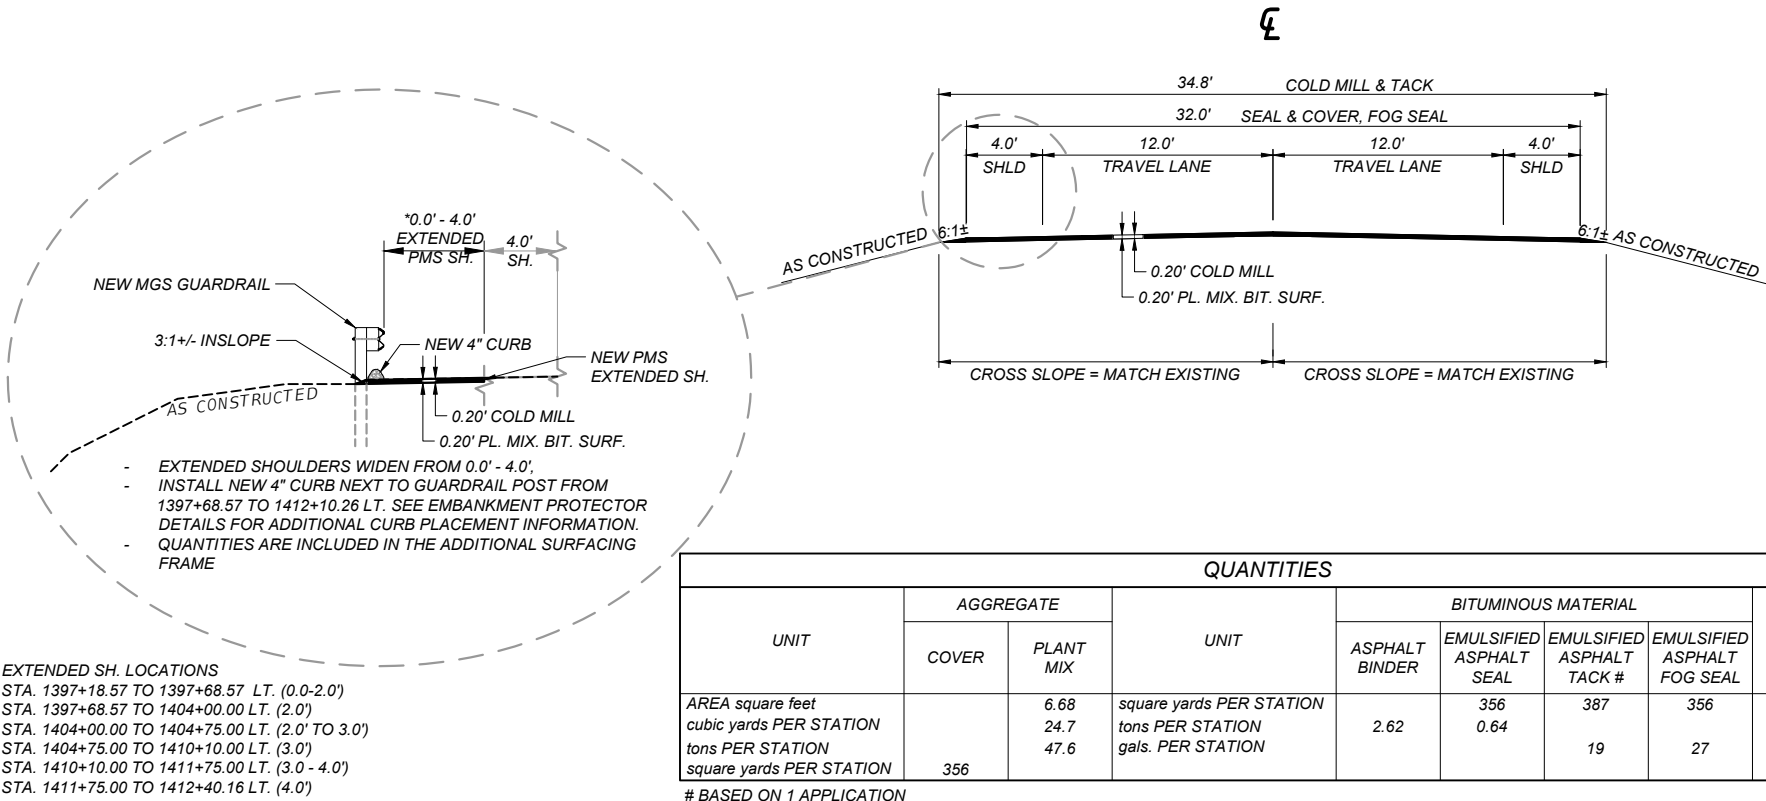 ℄
34.8' COLD MILL & TACK
32.0' SEAL & COVER, FOG SEAL
4.0' 12.0' 12.0' 4.0'
SHLD TRAVEL LANE TRAVEL LANE SHLD
AS CONSTRUCTED 6:1±
6:1± AS CONSTRUCTED
0.20' COLD MILL
0.20' PL. MIX. BIT. SURF.
CROSS SLOPE = MATCH EXISTING CROSS SLOPE = MATCH EXISTING
*0.0' - 4.0'
EXTENDED
PMS SH.
4.0'
SH.
NEW MGS GUARDRAIL
3:1+/- INSLOPE
NEW 4" CURB
NEW PMS
EXTENDED SH.
AS CONSTRUCTED
0.20' COLD MILL
0.20' PL. MIX. BIT. SURF.
- EXTENDED SHOULDERS WIDEN FROM 0.0' - 4.0',
- INSTALL NEW 4" CURB NEXT TO GUARDRAIL POST FROM
1397+68.57 TO 1412+10.26 LT. SEE EMBANKMENT PROTECTOR
DETAILS FOR ADDITIONAL CURB PLACEMENT INFORMATION.
- QUANTITIES ARE INCLUDED IN THE ADDITIONAL SURFACING
FRAME
EXTENDED SH. LOCATIONS
STA. 1397+18.57 TO 1397+68.57 LT. (0.0-2.0')
STA. 1397+68.57 TO 1404+00.00 LT. (2.0')
STA. 1404+00.00 TO 1404+75.00 LT. (2.0' TO 3.0')
STA. 1404+75.00 TO 1410+10.00 LT. (3.0')
STA. 1410+10.00 TO 1411+75.00 LT. (3.0 - 4.0')
STA. 1411+75.00 TO 1412+40.16 LT. (4.0')
QUANTITIES
UNIT
AGGREGATE
COVER
PLANT
MIX
UNIT
BITUMINOUS MATERIAL
ASPHALT
BINDER
EMULSIFIED
ASPHALT
SEAL
EMULSIFIED
ASPHALT
TACK #
EMULSIFIED
ASPHALT
FOG SEAL
AREA square feet 6.68 square yards PER STATION 356 387 356
cubic yards PER STATION 24.7 tons PER STATION 2.62 0.64
tons PER STATION 47.6 gals. PER STATION 19 27
square yards PER STATION 356
# BASED ON 1 APPLICATION